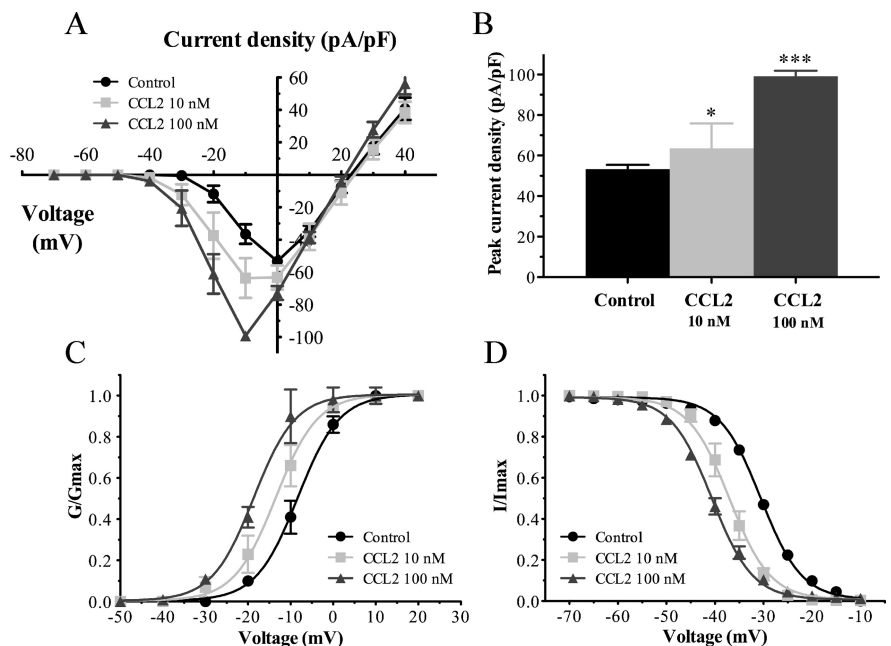 A
Current density (pA/pF)
Control
CCL2 10 nM
CCL2 100 nM
60
40
20
-80 -60 -40 -20 20 40
-20
-40
-60
-80
-100
Voltage
(mV)
B
Peak current density (pA/pF)
100
80
60
40
20
0
*
***
Control
CCL2
10 nM
CCL2
100 nM
C
G/Gmax
1.0
0.8
0.6
0.4
0.2
0.0
Control
CCL2 10 nM
CCL2 100 nM
-50 -40 -30 -20 -10 0 10 20 30
Voltage (mV)
D
I/Imax
1.0
0.8
0.6
0.4
0.2
0.0
Control
CCL2 10 nM
CCL2 100 nM
-70 -60 -50 -40 -30 -20 -10
Voltage (mV)